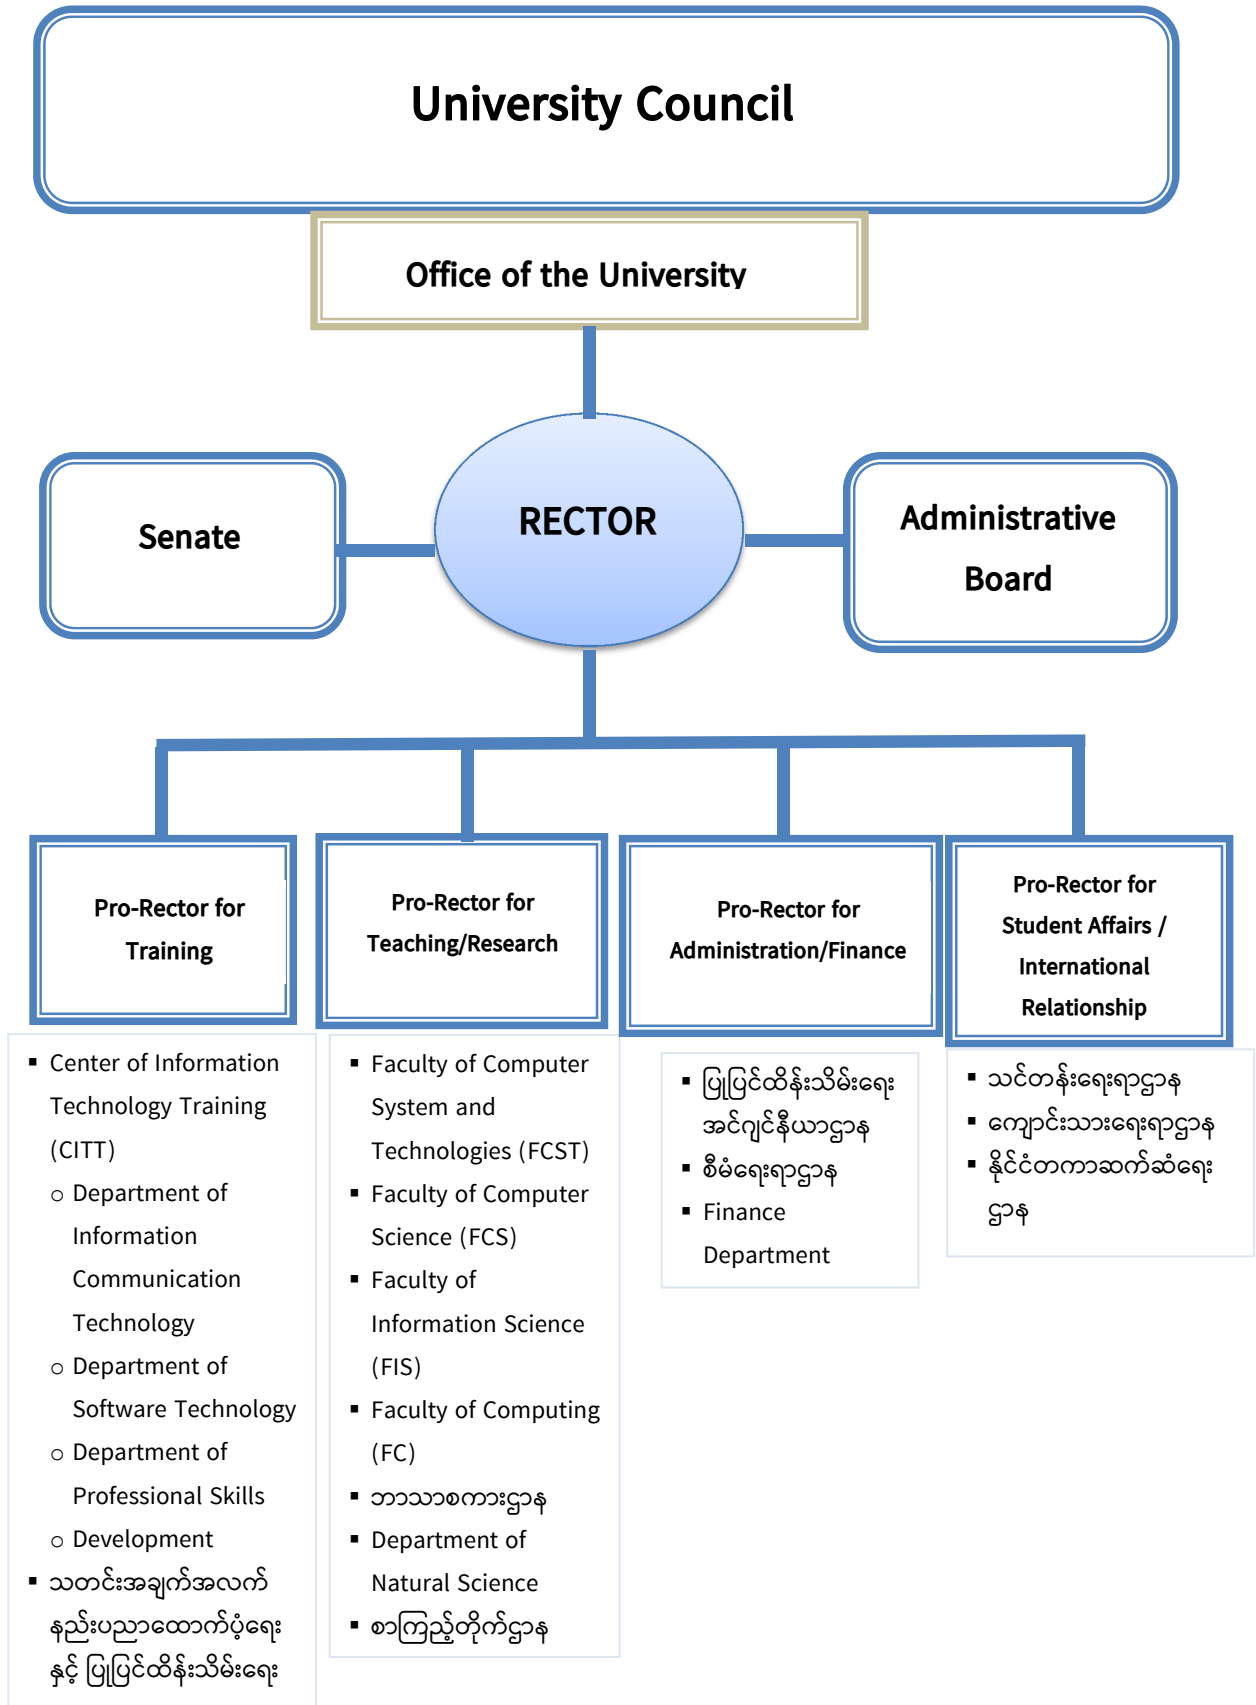 University Council
Office of the University
Senate
RECTOR
Administrative
Board
Pro-Rector for
Training
Pro-Rector for
Teaching/Research
Pro-Rector for
Administration/Finance
Pro-Rector for
Student Affairs /
International
Relationship
▪ Center of Information
Technology Training
(CITT)
o Department of
Information
Communication
Technology
o Department of
Software Technology
o Department of
Professional Skills
o Development
▪ သတင်းအချက်အလက်
နည်းပညာထောက်ပံ့ရေး
နှင့် ပြုပြင်ထိန်းသိမ်းရေး
▪ Faculty of Computer
System and
Technologies (FCST)
▪ Faculty of Computer
Science (FCS)
▪ Faculty of
Information Science
(FIS)
▪ Faculty of Computing
(FC)
▪ ဘာသာစကားဌာန
▪ Department of
Natural Science
▪ စာကြည့်တိုက်ဌာန
▪ ပြုပြင်ထိန်းသိမ်းရေး
အင်ဂျင်နီယာဌာန
▪ စီမံရေးရာဌာန
▪ Finance
Department
▪ သင်တန်းရေးရာဌာန
▪ ကျောင်းသားရေးရာဌာန
▪ နိုင်ငံတကာဆက်ဆံရေး
ဌာန